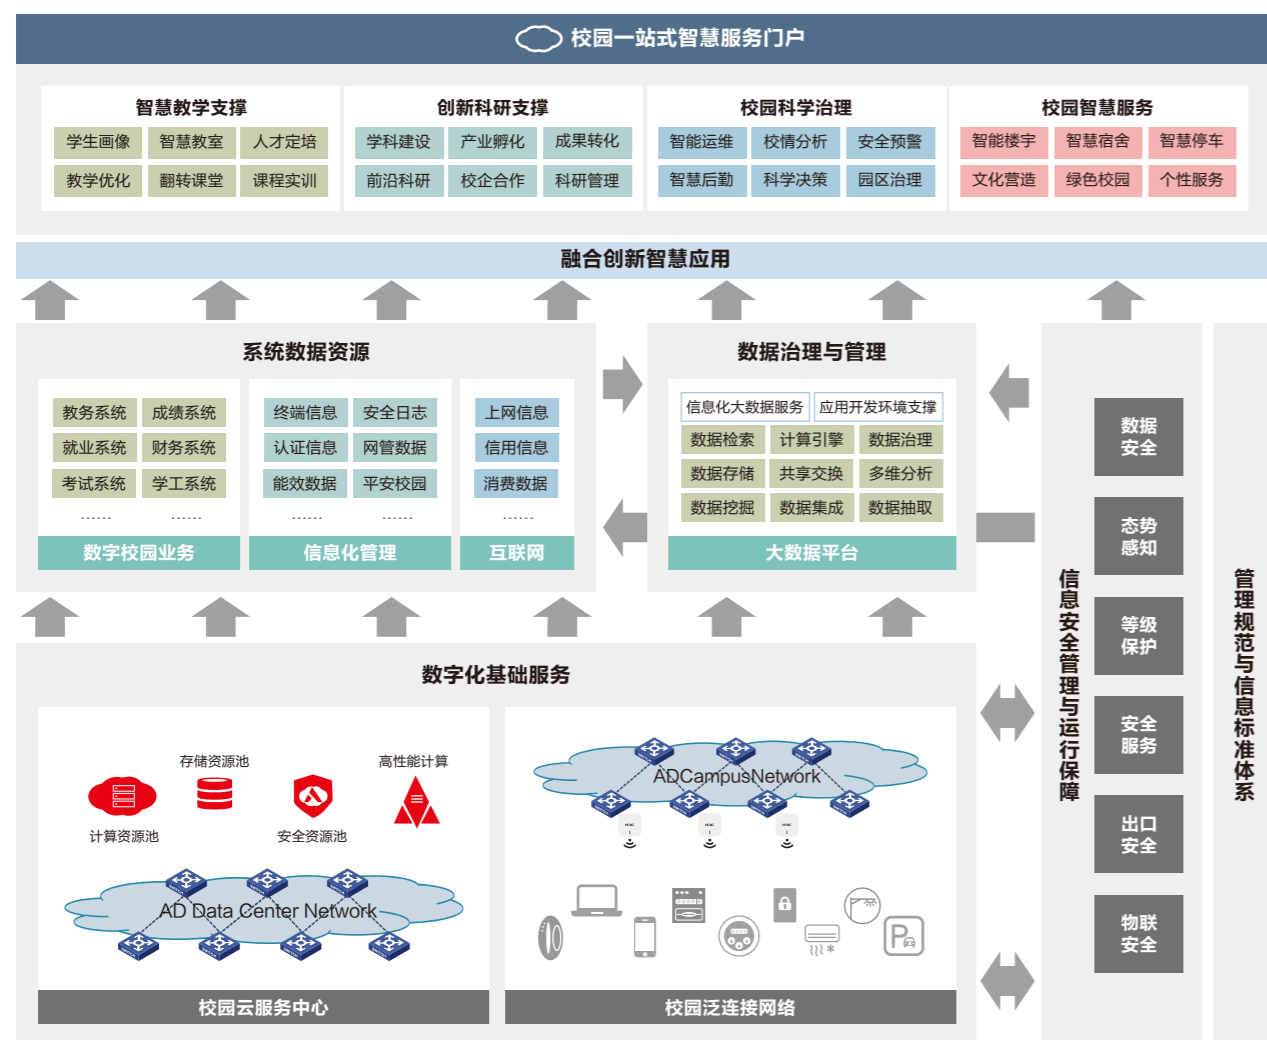 校园一站式智慧服务门户
智慧教学支撑
学生画像 智慧教室 人才定培
教学优化 翻转课堂 课程实训
创新科研支撑
学科建设 产业孵化 成果转化
前沿科研 校企合作 科研管理
校园科学治理
智能运维 校情分析 安全预警
智慧后勤 科学决策 园区治理
校园智慧服务
智能楼宇 智慧宿舍 智慧停车
文化营造 绿色校园 个性服务
融合创新智慧应用
系统数据资源
教务系统 成绩系统
就业系统 财务系统
考试系统 学工系统
…… ……
数字校园业务
终端信息 安全日志
认证信息 网管数据
能效数据 平安校园
…… ……
信息化管理
上网信息
信用信息
消费数据
……
互联网
数据治理与管理
信息化大数据服务 应用开发环境支撑
数据检索 计算引擎 数据治理
数据存储 共享交换 多维分析
数据挖掘 数据集成 数据抽取
大数据平台
数字化基础服务
存储资源池
高性能计算
计算资源池
安全资源池
AD Data Center Network
校园云服务中心
ADCampusNetwork
校园泛连接网络
信息安全管理与运行保障
数据
安全
态势
感知
等级
保护
安全
服务
出口
安全
物联
安全
管理规范与信息标准体系